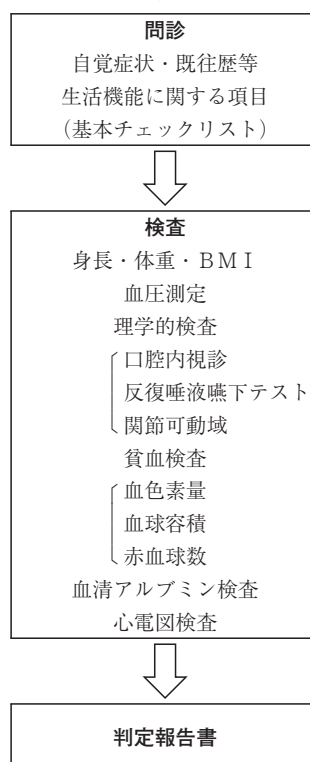 問診
自覚症状・既往歴等
生活機能に関する項目
（基本チェックリスト）
検査
身長・体重・ＢＭＩ
血圧測定
理学的検査
口腔内視診
反復唾液嚥下テスト
関節可動域
貧血検査
血色素量
血球容積
赤血球数
血清アルブミン検査
心電図検査
判定報告書